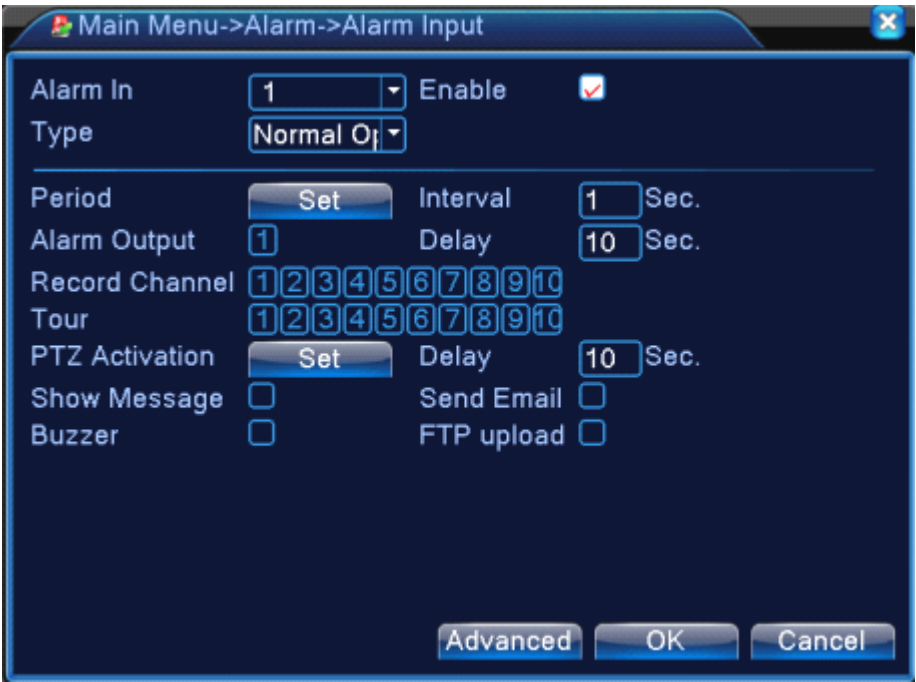 Main Menu->Alarm->Alarm Input
Alarm In 1 Enable
Type Normal Op
Period Set Interval 1 Sec.
Alarm Output 1 Delay 10 Sec.
Record Channel 1 2 3 4 5 6 7 8 9 10
Tour 1 2 3 4 5 6 7 8 9 10
PTZ Activation Set Delay 10 Sec.
Show Message Send Email
Buzzer FTP upload
Advanced OK Cancel